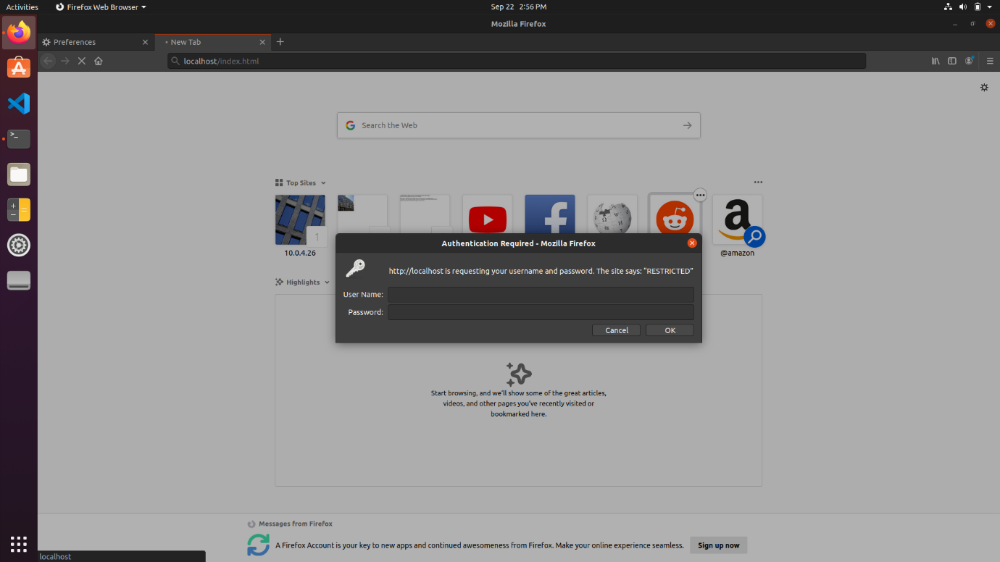 Activities
Firefox Web Browser
Sep 22 2:56 PM
Mozilla Firefox
Preferences
• New Tab
localhost/index.html
Search the Web
Top Sites
1
10.0.4.26
@amazon
Authentication Required - Mozilla Firefox
http://localhost is requesting your username and password. The site says: “RESTRICTED”
User Name:
Password:
Cancel
OK
Highlights
Start browsing, and we’ll show some of the great articles,
videos, and other pages you’ve recently visited or
bookmarked here.
Messages from Firefox
A Firefox Account is your key to new apps and continued awesomeness from Firefox. Make your online experience seamless.
Sign up now
localhost